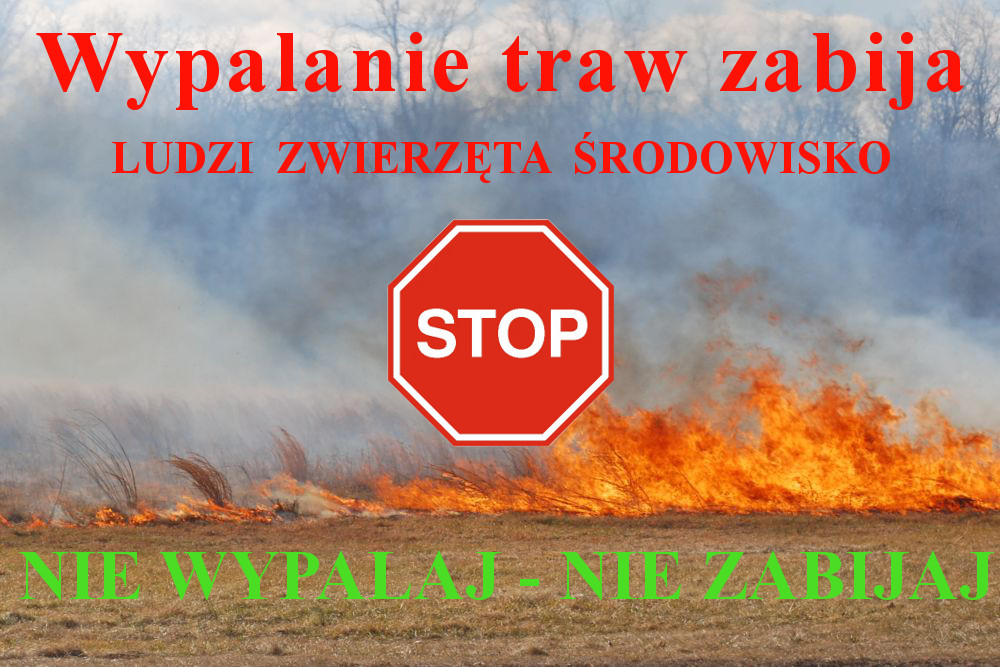 Wypalanie traw zabija
LUDZI ZWIERZĘTA ŚRODOWISKO
STOP
NIE WYPALAJ - NIE ZABIJAJ